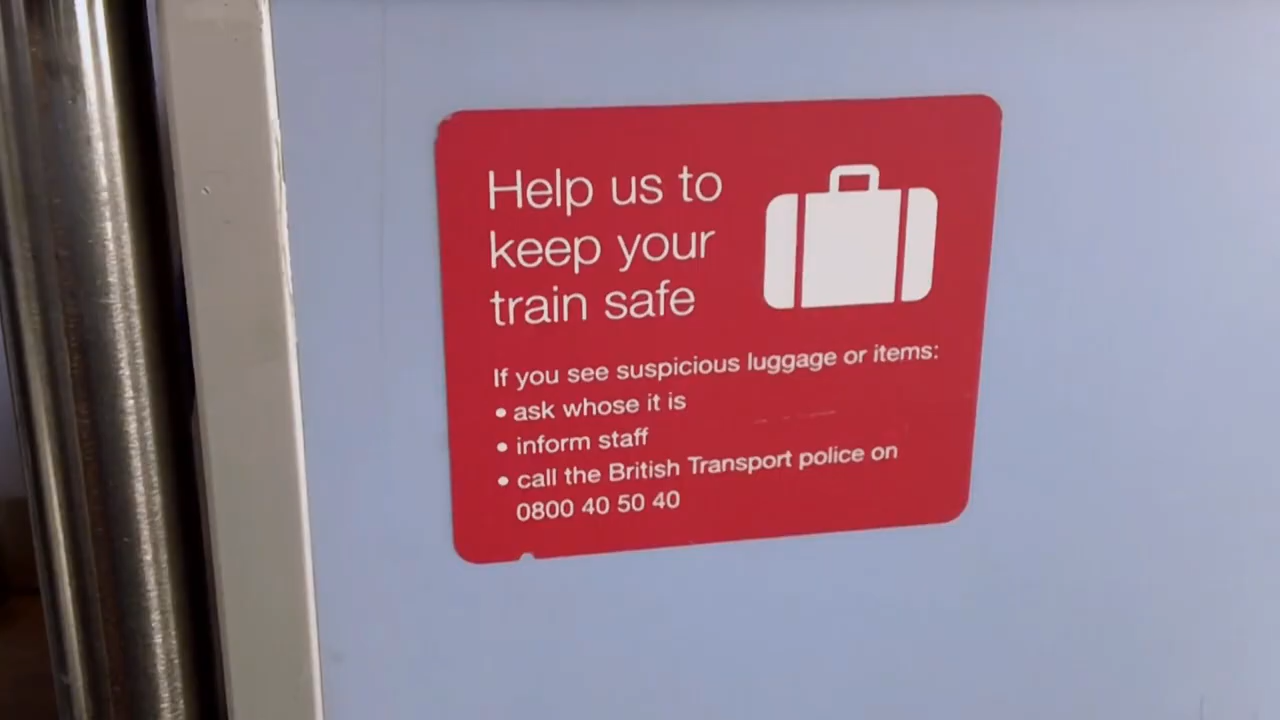 Help us to
keep your
train safe
If you see suspicious luggage or items:
• ask whose it is
• inform staff
• call the British Transport police on
0800 40 50 40